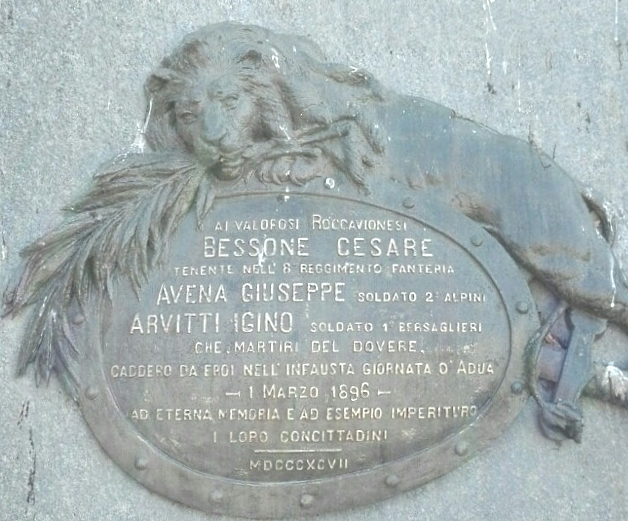 AI VALOROSI ROCCAVIONESI
BESSONE CESARE
TENENTE NELL' 8 REGGIMENTO FANTERIA
AVENA GIUSEPPE SOLDATO 2° ALPINI
ARVITTI IGINO SOLDATO 1° BERSAGLIERI
CHE, MARTIRI DEL DOVERE,
CADDERO DA EROI NELL'INFAUSTA GIORNATA D'ADUA
- 1 MARZO 1896 -
AD ETERNA MEMORIA E AD ESEMPIO IMPERITURO
I LORO CONCITTADINI
MDCCCXCVII